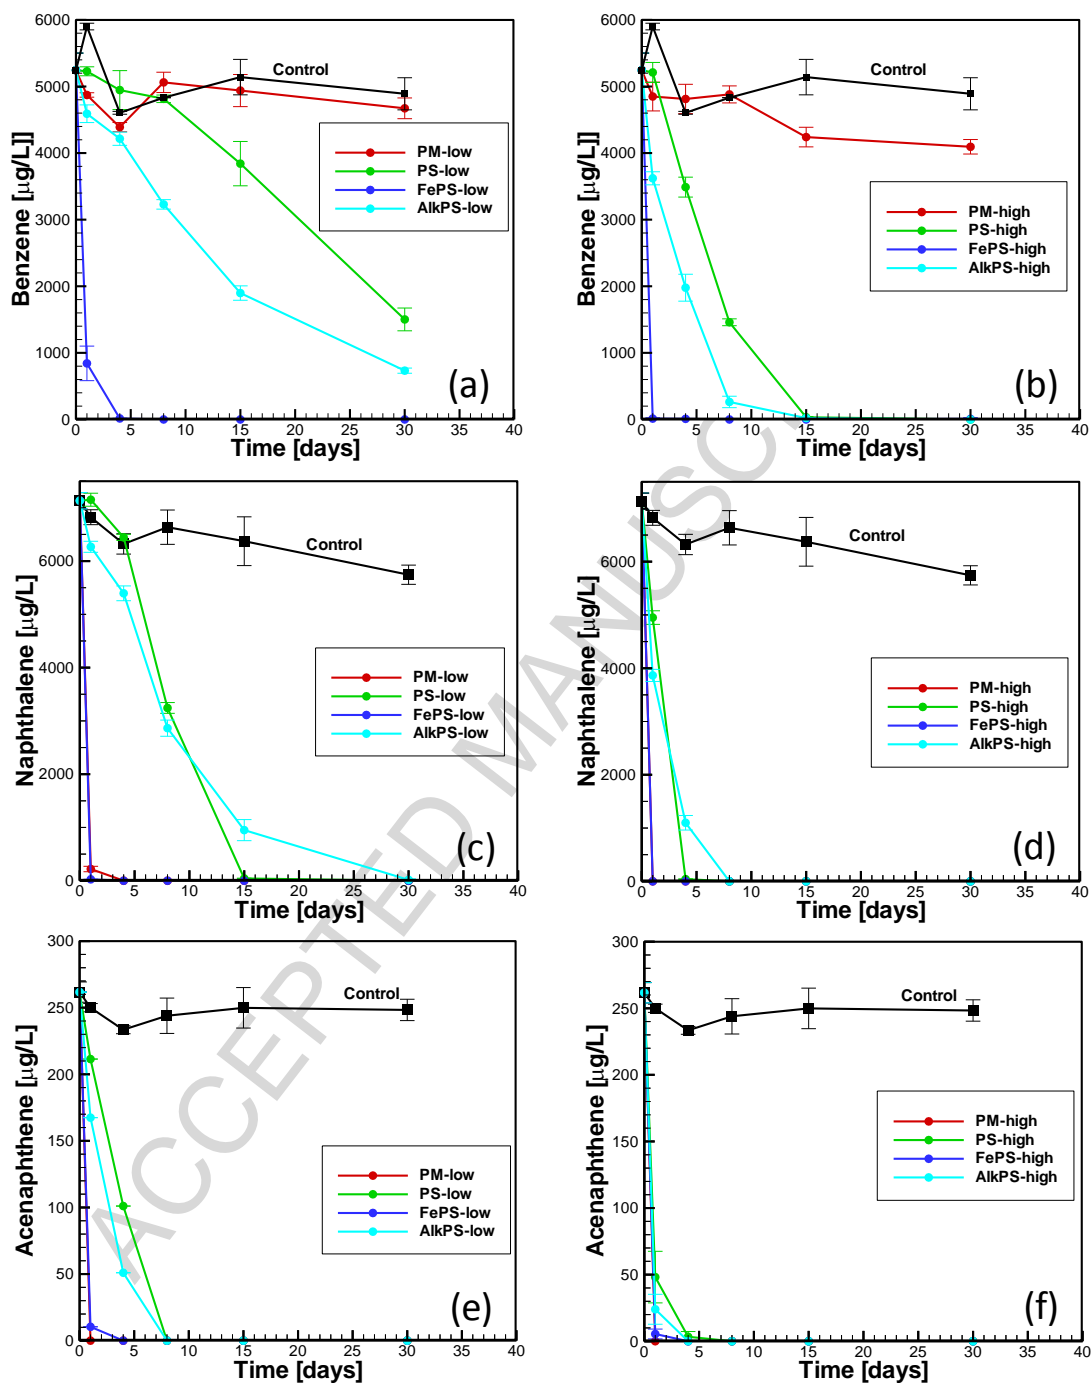 6000
5000
4000
3000
2000
1000
0
Benzene [µg/L]]
Control
PM-low
PS-low
FePS-low
AlkPS-low
(a)
0 5 10 15 20 25 30 35 40
Time [days]
6000
5000
4000
3000
2000
1000
0
Benzene [µg/L]]
Control
PM-high
PS-high
FePS-high
AlkPS-high
(b)
0 5 10 15 20 25 30 35 40
Time [days]
6000
4000
2000
0
Naphthalene [µg/L]
Control
PM-low
PS-low
FePS-low
AlkPS-low
(c)
0 5 10 15 20 25 30 35 40
Time [days]
6000
4000
2000
0
Naphthalene [µg/L]
Control
PM-high
PS-high
FePS-high
AlkPS-high
(d)
0 5 10 15 20 25 30 35 40
Time [days]
300
250
200
150
100
50
0
Acenaphthene [µg/L]
Control
PM-low
PS-low
FePS-low
AlkPS-low
(e)
0 5 10 15 20 25 30 35 40
Time [days]
300
250
200
150
100
50
0
Acenaphthene [µg/L]
Control
PM-high
PS-high
FePS-high
AlkPS-high
(f)
0 5 10 15 20 25 30 35 40
Time [days]
ACCEPTED MANUSC